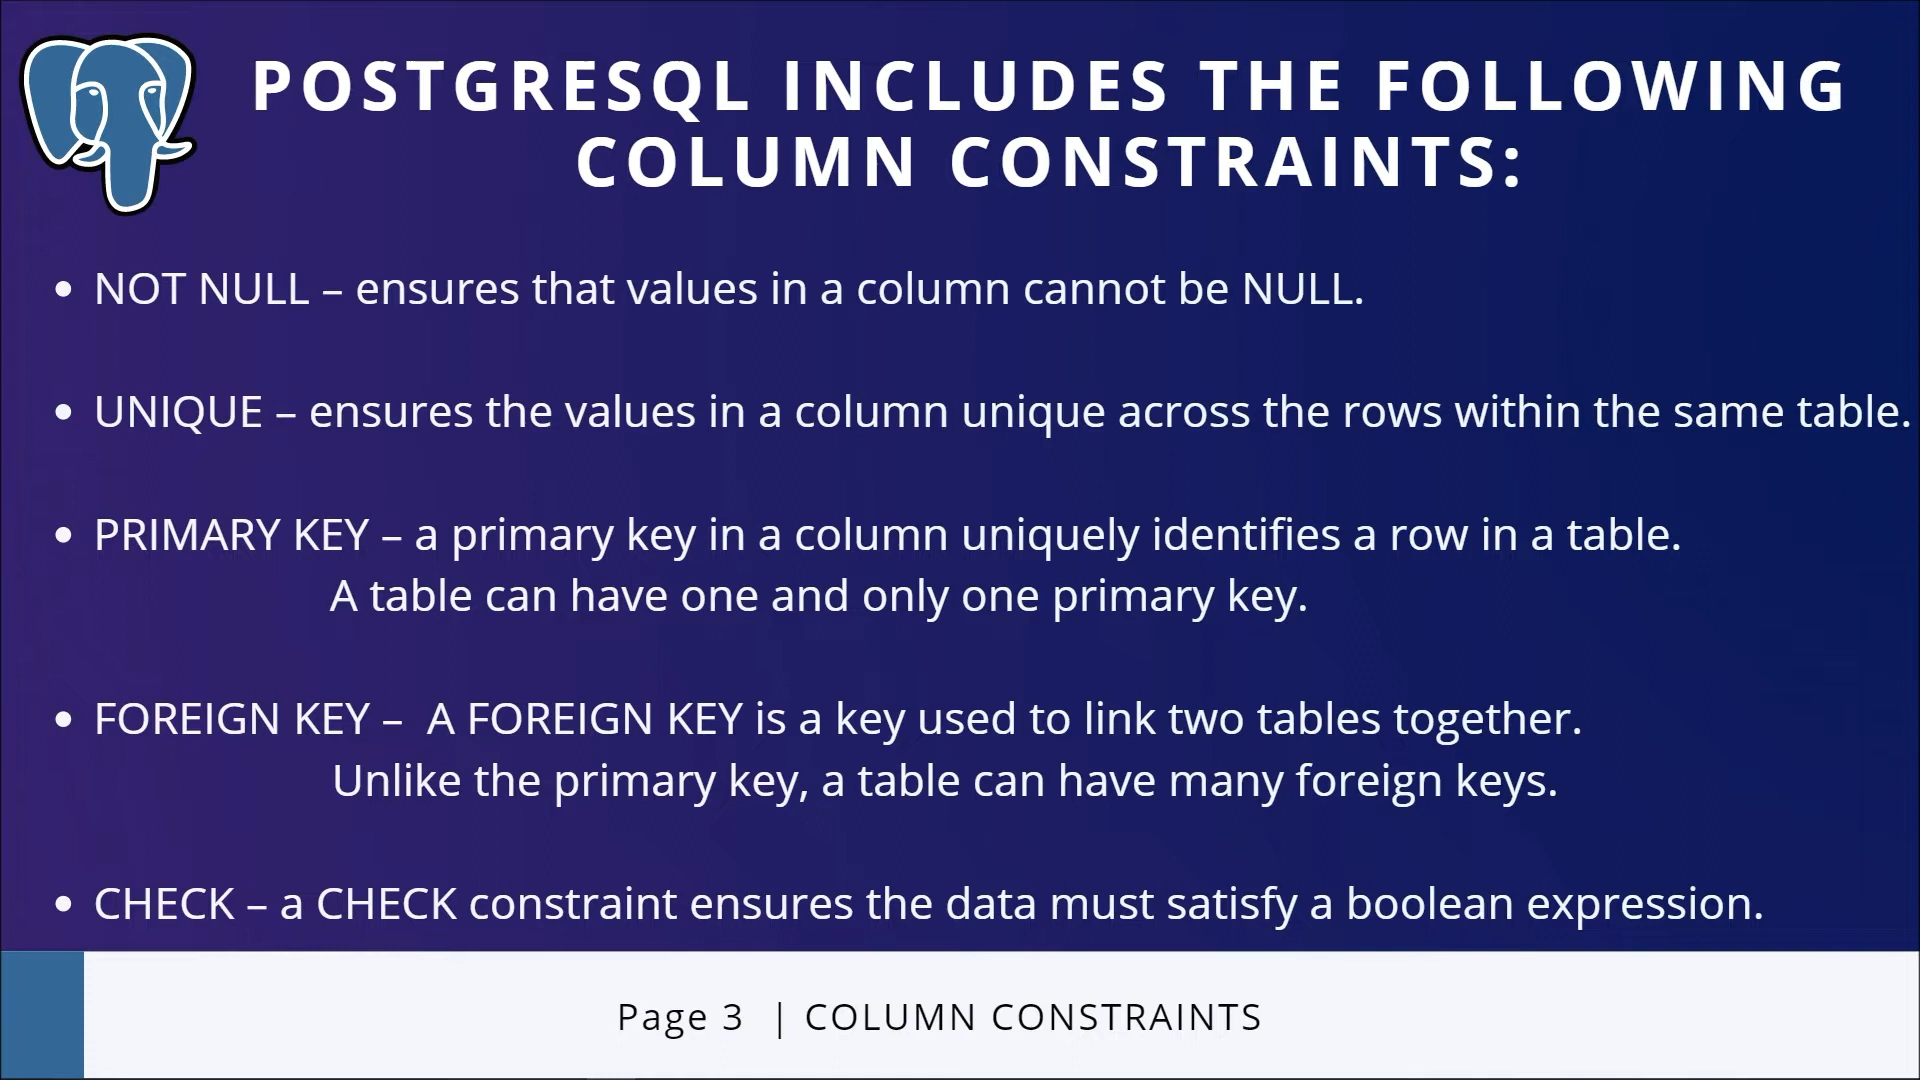 POSTGRESQL INCLUDES THE FOLLOWING
COLUMN CONSTRAINTS:
• NOT NULL – ensures that values in a column cannot be NULL.
• UNIQUE – ensures the values in a column unique across the rows within the same table.
• PRIMARY KEY – a primary key in a column uniquely identifies a row in a table.
A table can have one and only one primary key.
• FOREIGN KEY – A FOREIGN KEY is a key used to link two tables together.
Unlike the primary key, a table can have many foreign keys.
• CHECK – a CHECK constraint ensures the data must satisfy a boolean expression.
Page 3 | COLUMN CONSTRAINTS